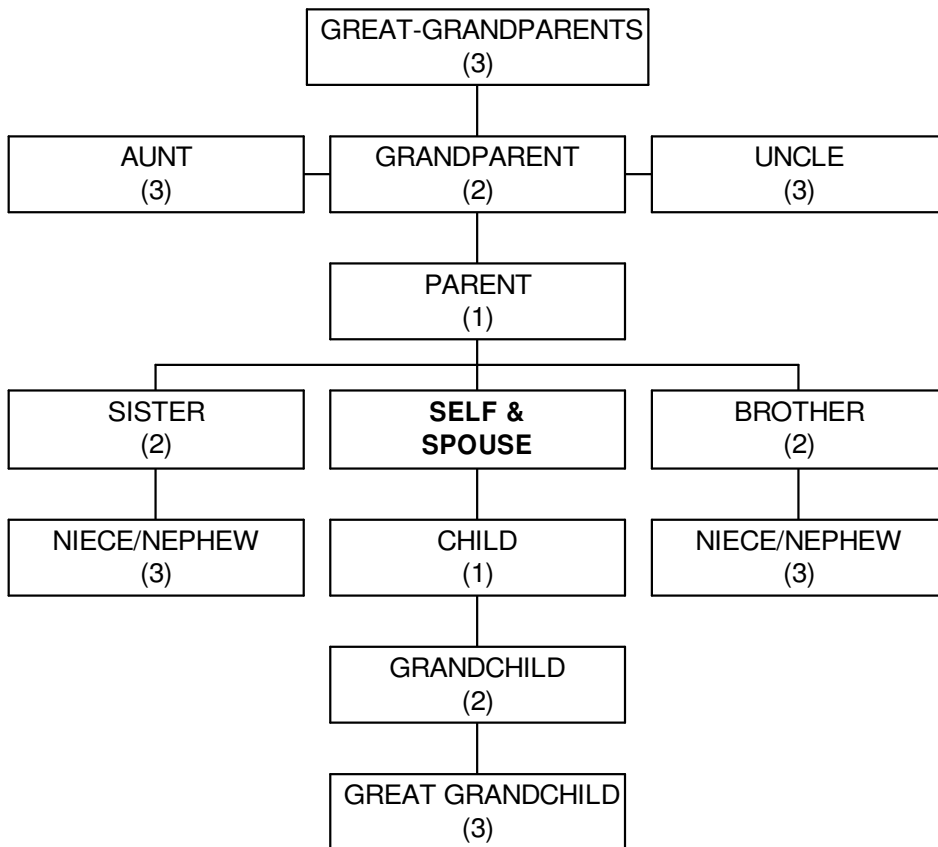 GREAT-GRANDPARENTS
(3)
AUNT
(3)
GRANDPARENT
(2)
UNCLE
(3)
PARENT
(1)
SISTER
(2)
SELF &
SPOUSE
BROTHER
(2)
NIECE/NEPHEW
(3)
CHILD
(1)
NIECE/NEPHEW
(3)
GRANDCHILD
(2)
GREAT GRANDCHILD
(3)